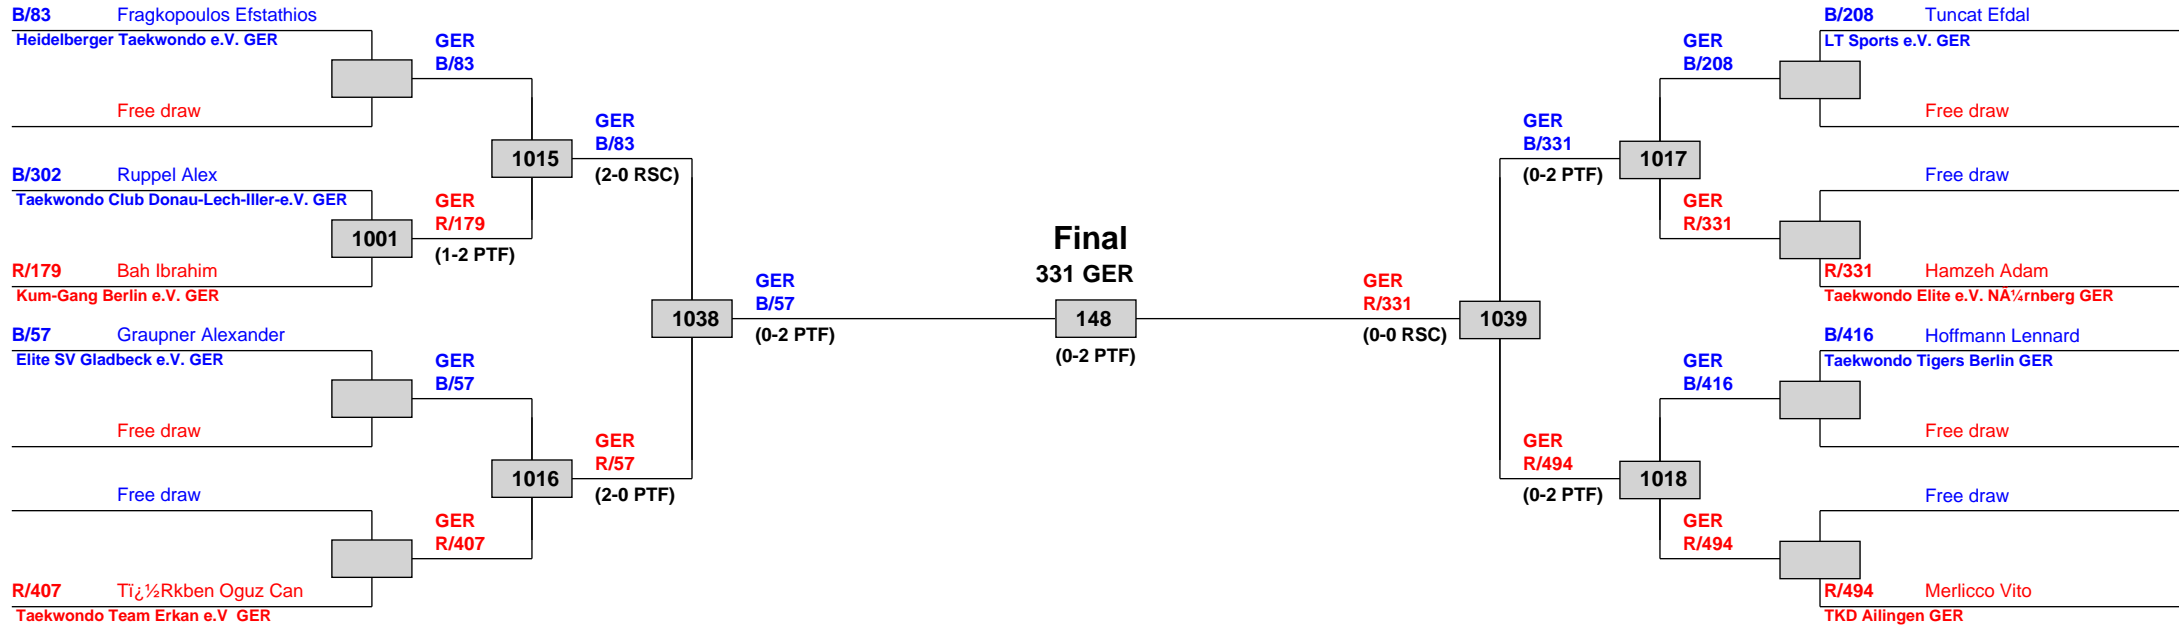 B/83 Fragkopoulos Efstathios
Heidelberger Taekwondo e.V. GER
Free draw
B/302 Ruppel Alex
Taekwondo Club Donau-Lech-Iller-e.V. GER
R/179 Bah Ibrahim
Kum-Gang Berlin e.V. GER
B/57 Graupner Alexander
Elite SV Gladbeck e.V. GER
Free draw
Free draw
R/407 Tï¿½Rkben Oguz Can
Taekwondo Team Erkan e.V GER
GER
B/83
1001
GER
R/179
(1-2 PTF)
GER
B/57
GER
R/407
1015
GER
B/83
(2-0 RSC)
1016
GER
R/57
(2-0 PTF)
1038
GER
B/57
(0-2 PTF)
Final
331 GER
148
(0-2 PTF)
GER
R/331
(0-0 RSC)
1039
GER
B/331
(0-2 PTF)
1017
GER
R/494
(0-2 PTF)
1018
GER
B/208
GER
R/331
GER
B/416
GER
R/494
B/208 Tuncat Efdal
LT Sports e.V. GER
Free draw
Free draw
R/331 Hamzeh Adam
Taekwondo Elite e.V. NÃ¼rnberg GER
B/416 Hoffmann Lennard
Taekwondo Tigers Berlin GER
Free draw
Free draw
R/494 Merlicco Vito
TKD Ailingen GER